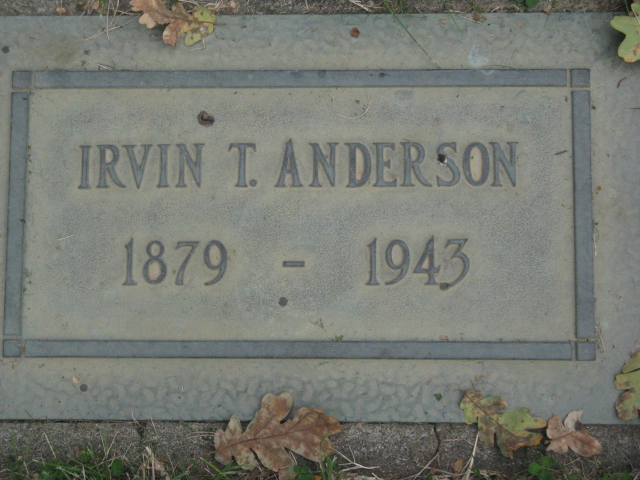 IRVIN T. ANDERSON
1879 - 1943